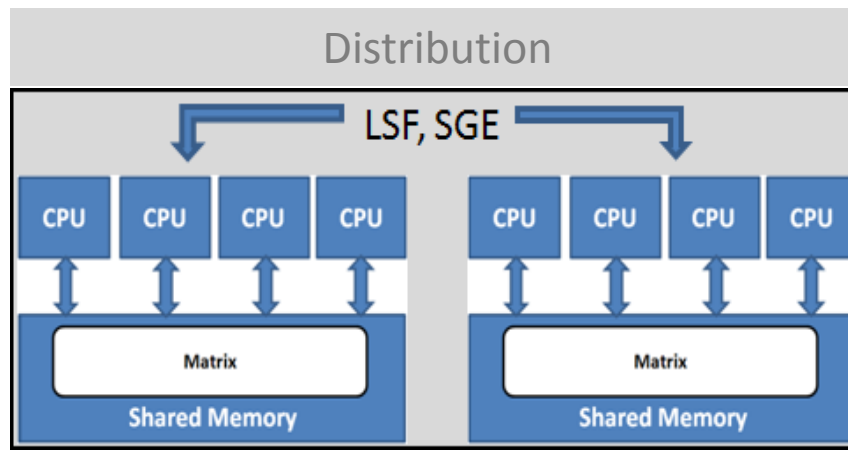 Distribution
LSF, SGE
CPU CPU CPU CPU CPU CPU CPU CPU
Matrix Matrix
Shared Memory Shared Memory